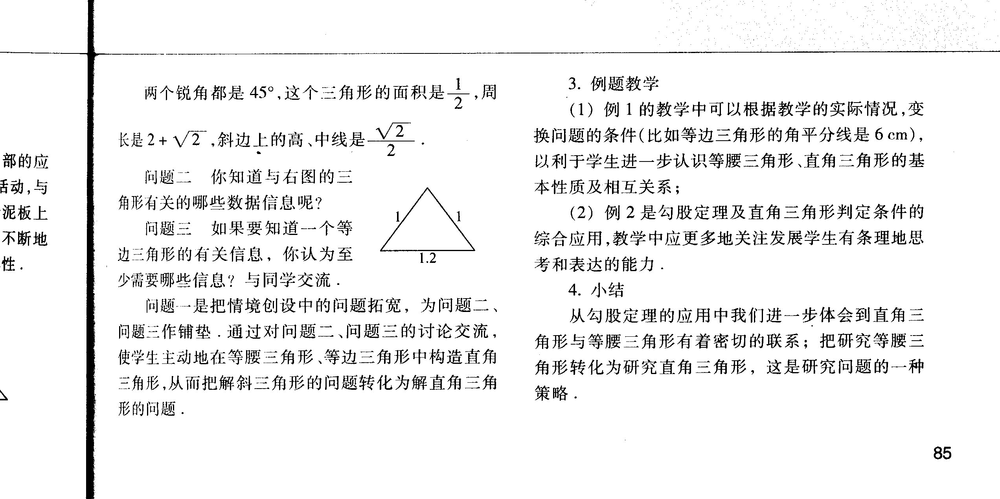 部的应
活动,与
泥板上
不断地
性.
两个锐角都是 45°,这个三角形的面积是 1/2 ,周
长是 2 + √2 ,斜边上的高、中线是 √2/2 .
问题二 你知道与右图的三
角形有关的哪些数据信息呢?
问题三 如果要知道一个等
边三角形的有关信息, 你认为至
少需要哪些信息? 与同学交流.
1
1
1.2
问题一是把情境创设中的问题拓宽, 为问题二、
问题三作铺垫.通过对问题二、问题三的讨论交流,
使学生主动地在等腰三角形、等边三角形中构造直角
三角形,从而把解斜三角形的问题转化为解直角三角
形的问题.
3. 例题教学
(1) 例 1 的教学中可以根据教学的实际情况,变
换问题的条件(比如等边三角形的角平分线是 6 cm),
以利于学生进一步认识等腰三角形、直角三角形的基
本性质及相互关系;
(2) 例 2 是勾股定理及直角三角形判定条件的
综合应用,教学中应更多地关注发展学生有条理地思
考和表达的能力.
4. 小结
从勾股定理的应用中我们进一步体会到直角三
角形与等腰三角形有着密切的联系; 把研究等腰三
角形转化为研究直角三角形, 这是研究问题的一种
策略.
85